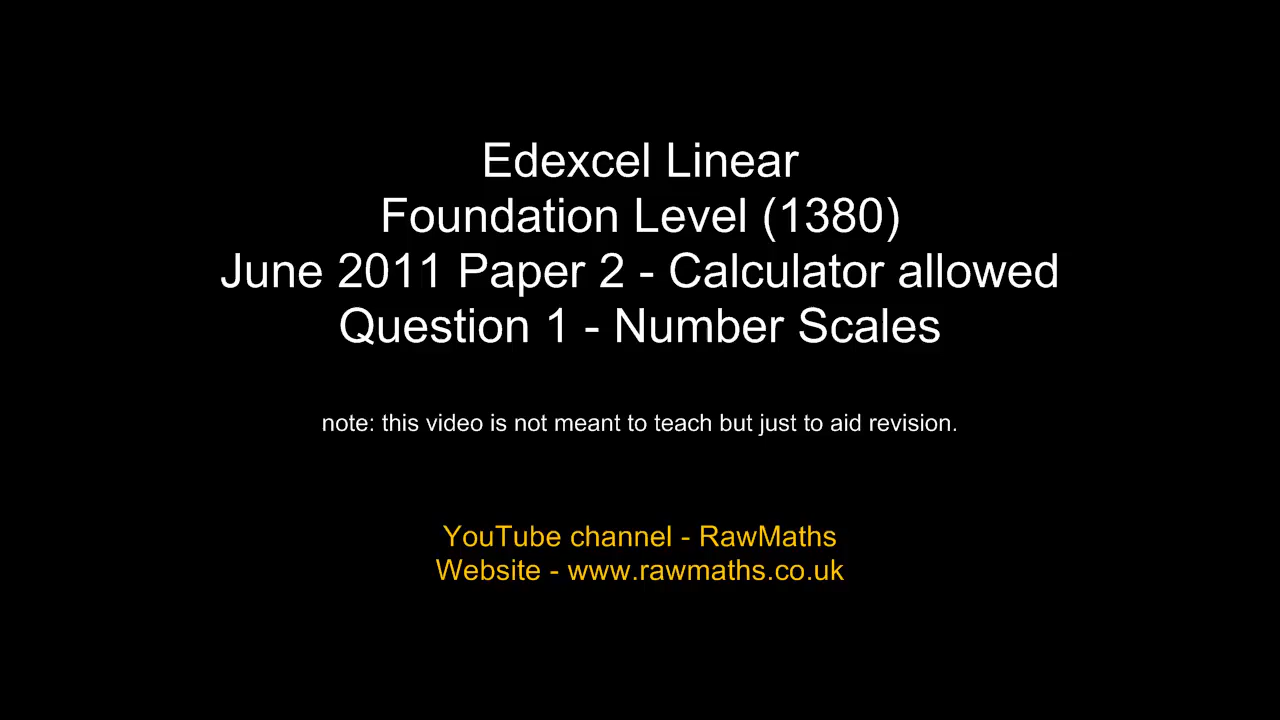 Edexcel Linear
Foundation Level (1380)
June 2011 Paper 2 - Calculator allowed
Question 1 - Number Scales
note: this video is not meant to teach but just to aid revision.
YouTube channel - RawMaths
Website - www.rawmaths.co.uk